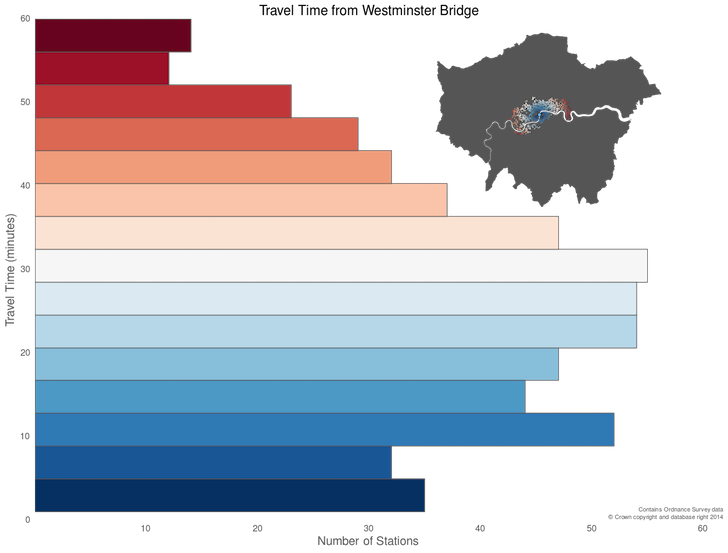 Travel Time from Westminster Bridge
60
50
40
30
20
10
0
Travel Time (minutes)
10 20 30 40 50 60
Number of Stations
Contains Ordnance Survey data
© Crown copyright and database right 2014